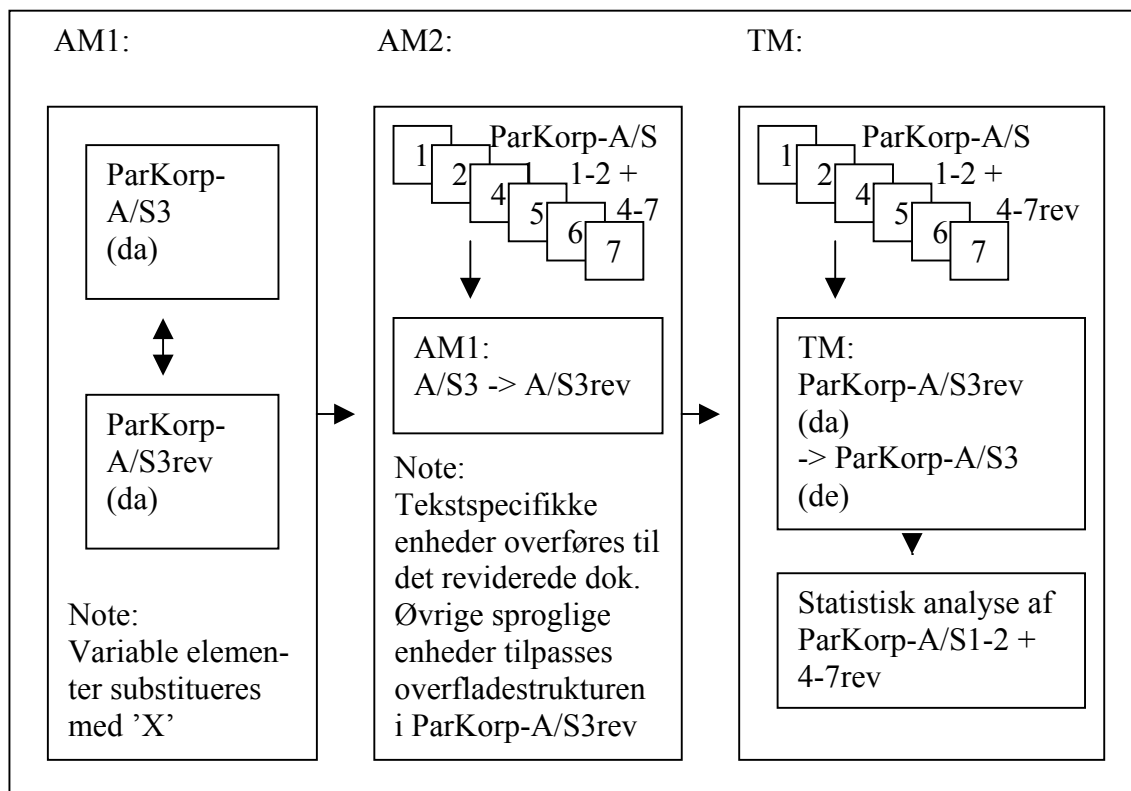 AM1:
ParKorp-
A/S3
(da)
ParKorp-
A/S3rev
(da)
Note:
Variable elemen-
ter substitueres
med ’X’
AM2:
ParKorp-A/S
1-2 +
4-7
1
2
4
5
6
7
AM1:
A/S3 -> A/S3rev
Note:
Tekstspecifikke
enheder overføres til
det reviderede dok.
Øvrige sproglige
enheder tilpasses
overfladestrukturen
i ParKorp-A/S3rev
TM:
ParKorp-A/S
1-2 +
4-7rev
1
2
4
5
6
7
TM:
ParKorp-A/S3rev
(da)
-> ParKorp-A/S3
(de)
Statistisk analyse af
ParKorp-A/S1-2 +
4-7rev